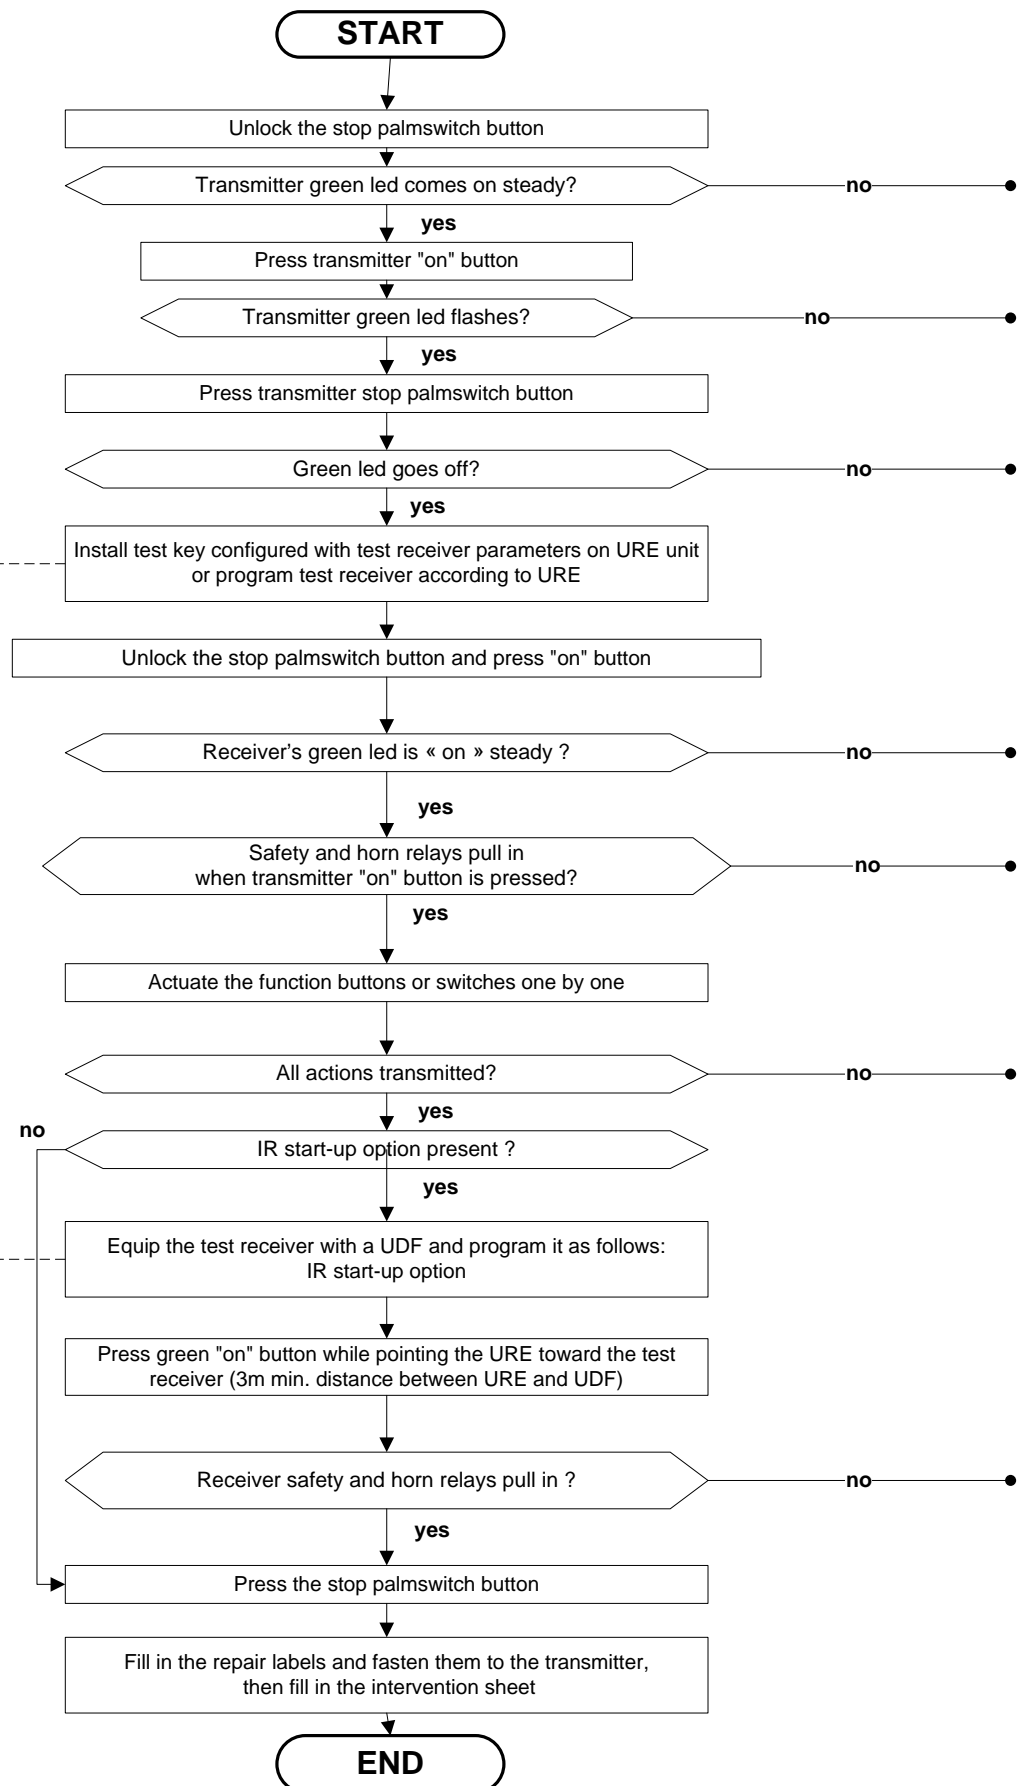 START
Unlock the stop palmswitch button
Transmitter green led comes on steady?
no
yes
Press transmitter "on" button
Transmitter green led flashes?
no
yes
Press transmitter stop palmswitch button
Green led goes off?
no
yes
Install test key configured with test receiver parameters on URE unit
or program test receiver according to URE
Unlock the stop palmswitch button and press "on" button
Receiver's green led is « on » steady ?
no
yes
Safety and horn relays pull in
when transmitter "on" button is pressed?
no
yes
Actuate the function buttons or switches one by one
All actions transmitted?
no
yes
no
IR start-up option present ?
yes
Equip the test receiver with a UDF and program it as follows:
IR start-up option
Press green "on" button while pointing the URE toward the test
receiver (3m min. distance between URE and UDF)
Receiver safety and horn relays pull in ?
no
yes
Press the stop palmswitch button
Fill in the repair labels and fasten them to the transmitter,
then fill in the intervention sheet
END